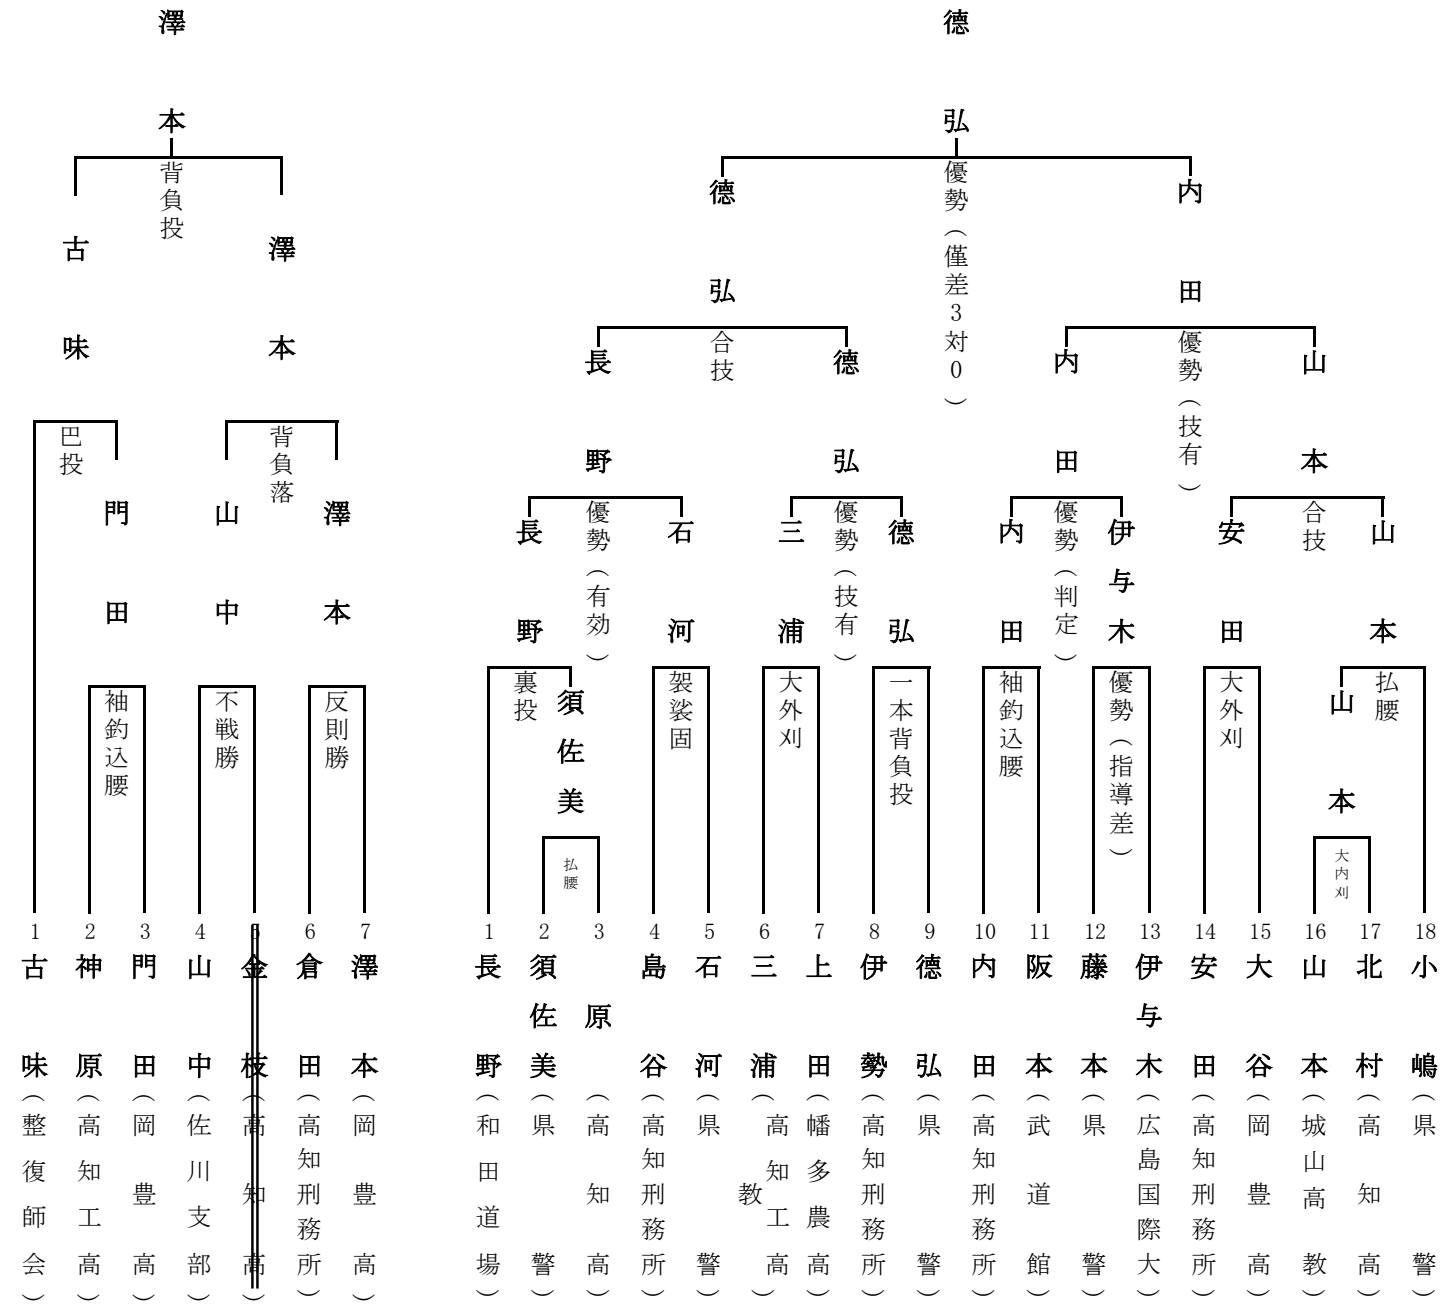 澤本
背負投
古味
澤本
巴投
背負落
門田
山中
澤本
袖釣込腰
不戦勝
反則勝
1 古味（整復師会）
2 神原（高知工高）
3 門田（岡豊高）
4 山中（佐川支部）
5 金枝（高知高）
6 倉田（高知刑務所）
7 澤本（岡豊高）
德弘
優勢（僅差3対0）
德弘
内田
合技
優勢（技有）
長野
德弘
内田
山本
優勢（有効）
優勢（技有）
優勢（判定）
合技
長野
石河
三浦
德弘
内田
伊与木
安田
山本
裏投
袈裟固
大外刈
一本背負投
袖釣込腰
優勢（指導差）
大外刈
払腰
須佐美
山本
払腰
大内刈
1 長野（和田道場）
2 須佐美（県警）
3 原（高知高）
4 島谷（高知刑務所）
5 石河（県警）
6 三浦（高知工高教）
7 上田（幡多農高）
8 伊勢（高知刑務所）
9 德弘（県警）
10 内田（高知刑務所）
11 阪本（武道館）
12 藤本（県警）
13 伊与木（広島国際大）
14 安田（高知刑務所）
15 大谷（岡豊高）
16 山本（城山高教）
17 北村（高知高）
18 小嶋（県警）